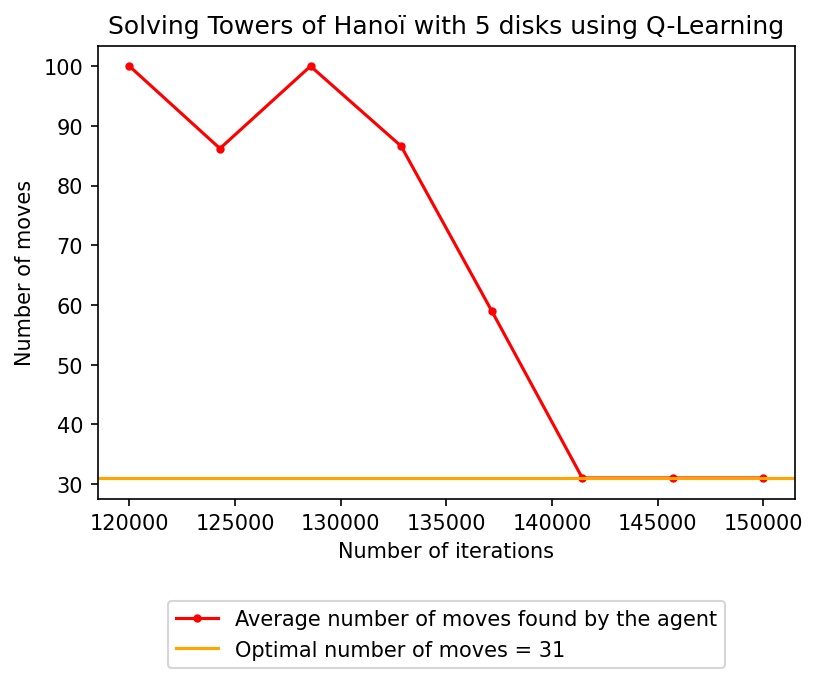 Solving Towers of Hanoï with 5 disks using Q-Learning
100
90
80
70
60
50
40
30
Number of moves
120000 125000 130000 135000 140000 145000 150000
Number of iterations
Average number of moves found by the agent
Optimal number of moves = 31